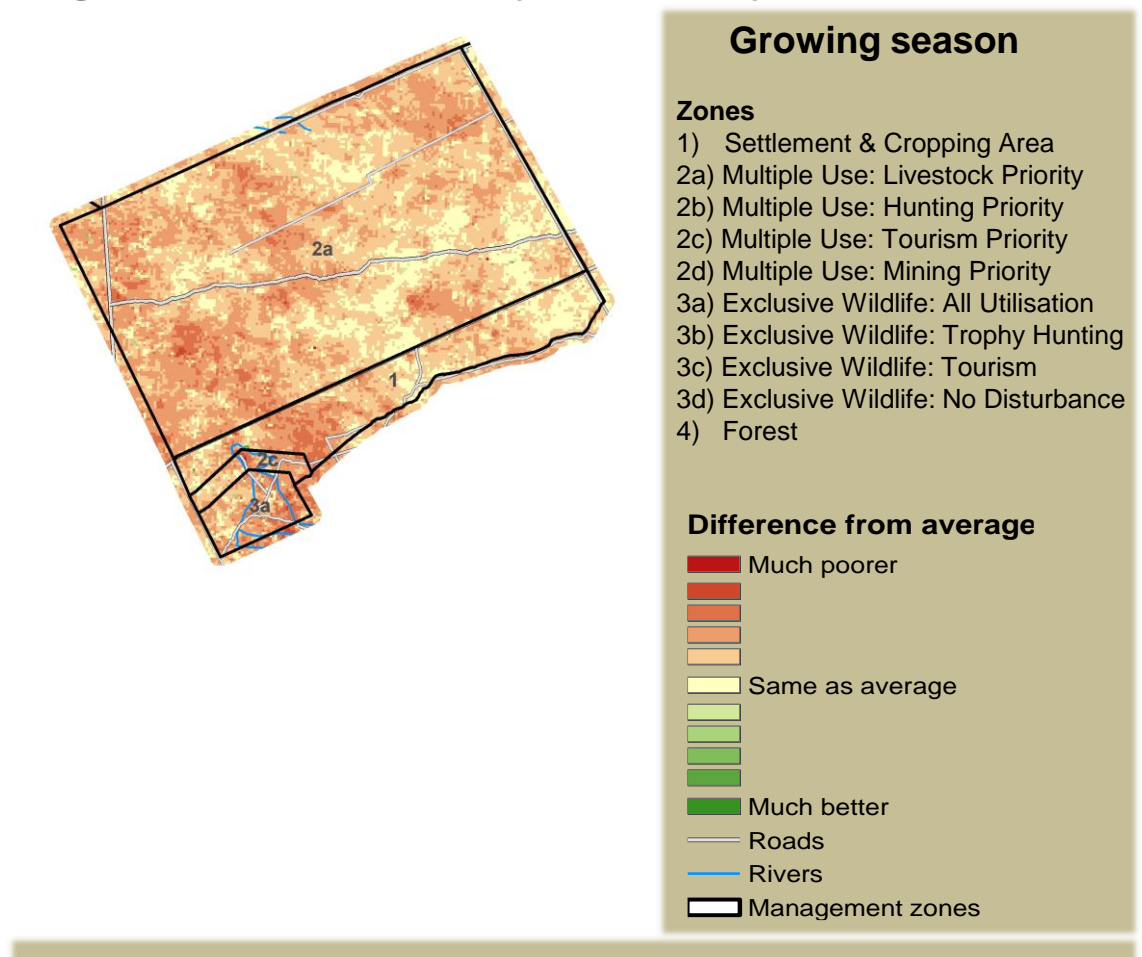 Growing season
Zones
1) Settlement & Cropping Area
2a) Multiple Use: Livestock Priority
2b) Multiple Use: Hunting Priority
2c) Multiple Use: Tourism Priority
2d) Multiple Use: Mining Priority
3a) Exclusive Wildlife: All Utilisation
3b) Exclusive Wildlife: Trophy Hunting
3c) Exclusive Wildlife: Tourism
3d) Exclusive Wildlife: No Disturbance
4) Forest
Difference from average
Much poorer
Same as average
Much better
Roads
Rivers
Management zones
2a
1
2c
3a